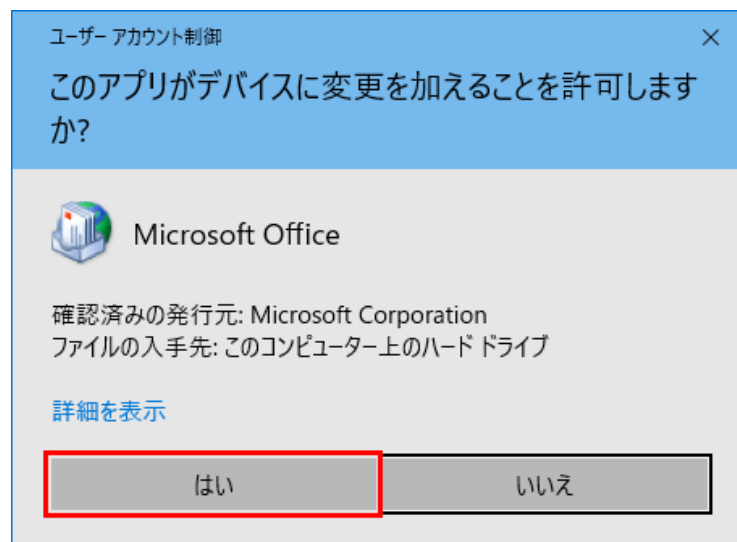 ユーザー アカウント制御
このアプリがデバイスに変更を加えることを許可します
か?
Microsoft Office
確認済みの発行元: Microsoft Corporation
ファイルの入手先: このコンピューター上のハード ドライブ
詳細を表示
はい
いいえ